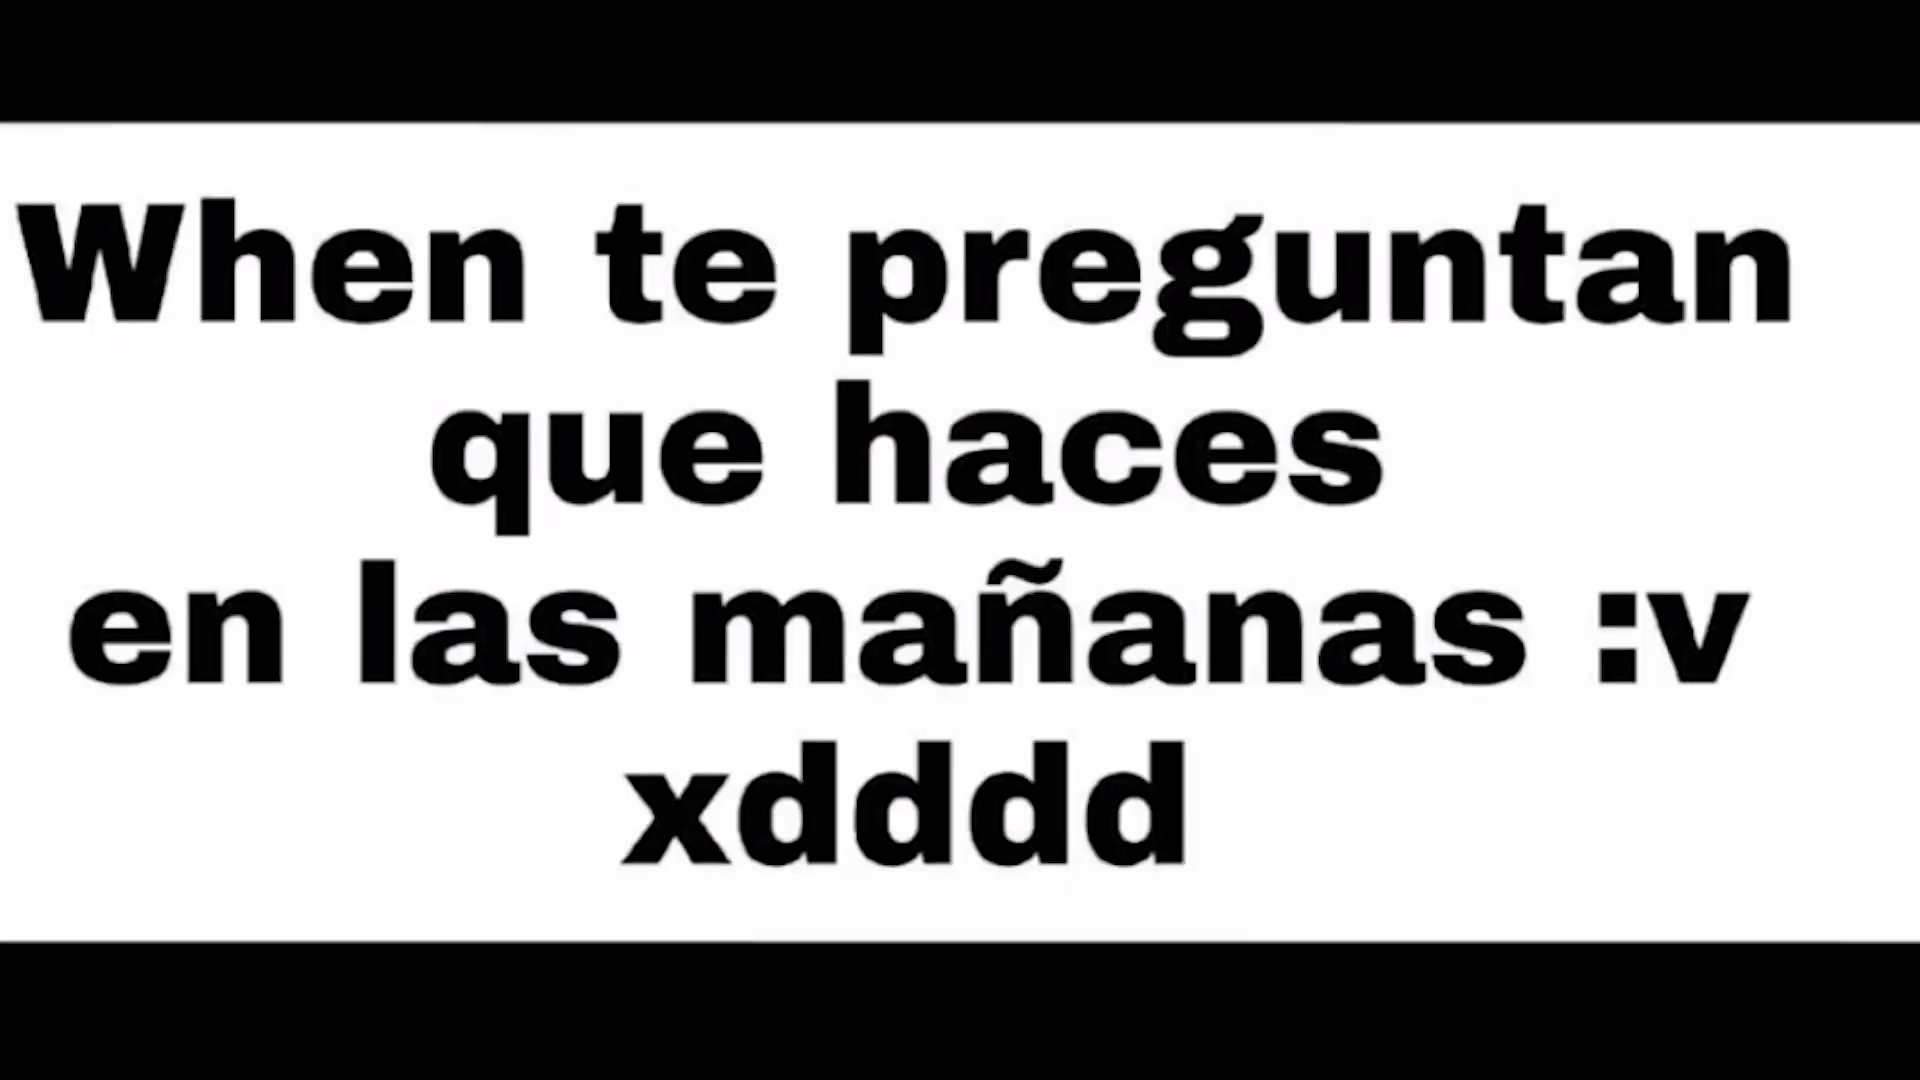 When te preguntan
que haces
en las mañanas :v
xdddd